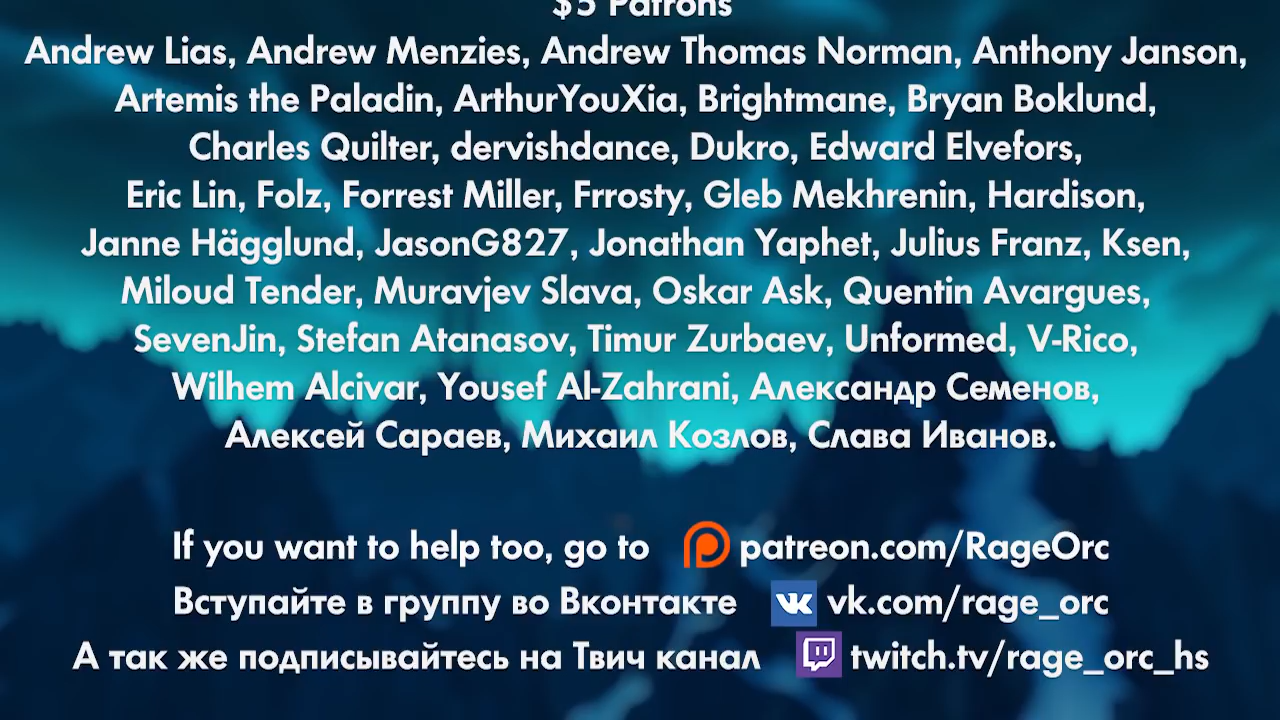 $5 Patrons
Andrew Lias, Andrew Menzies, Andrew Thomas Norman, Anthony Janson,
Artemis the Paladin, ArthurYouXia, Brightmane, Bryan Boklund,
Charles Quilter, dervishdance, Dukro, Edward Elvefors,
Eric Lin, Folz, Forrest Miller, Frrosty, Gleb Mekhrenin, Hardison,
Janne Hägglund, JasonG827, Jonathan Yaphet, Julius Franz, Ksen,
Miloud Tender, Muravjev Slava, Oskar Ask, Quentin Avargues,
SevenJin, Stefan Atanasov, Timur Zurbaev, Unformed, V-Rico,
Wilhem Alcivar, Yousef Al-Zahrani, Александр Семенов,
Алексей Сараев, Михаил Козлов, Слава Иванов.
If you want to help too, go to patreon.com/RageOrc
Вступайте в группу во Вконтакте vk.com/rage_orc
А так же подписывайтесь на Твич канал twitch.tv/rage_orc_hs